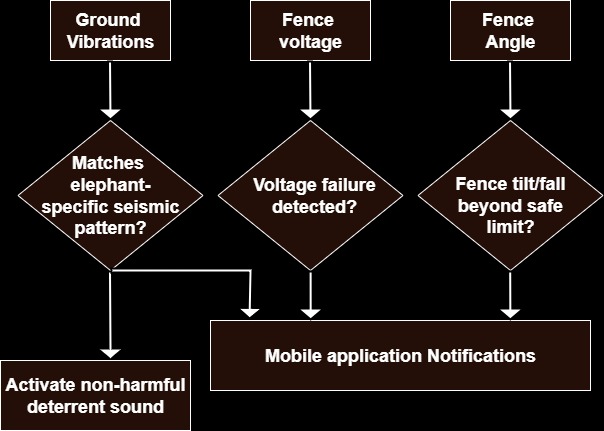 Ground
Vibrations
Fence
voltage
Fence
Angle
Matches
elephant-
specific seismic
pattern?
Voltage failure
detected?
Fence tilt/fall
beyond safe
limit?
Mobile application Notifications
Activate non-harmful
deterrent sound